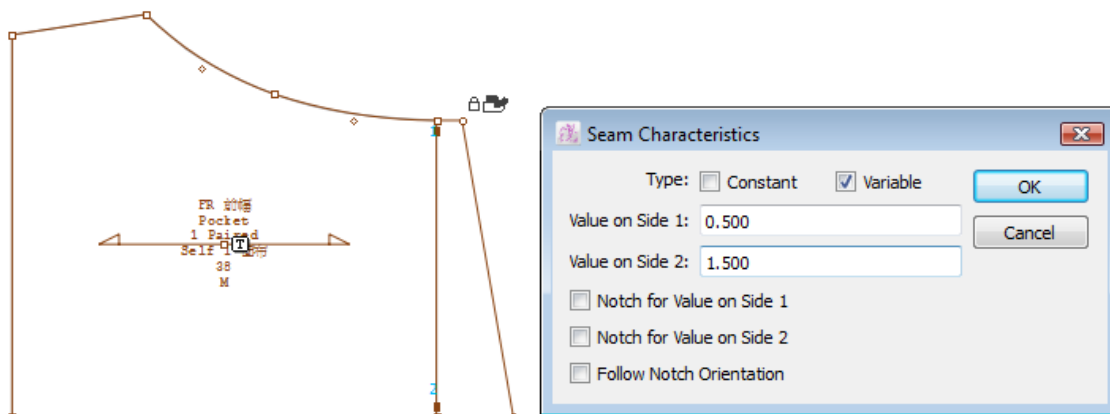 1
FR 前幅
Pocket
1 Paired
T
Self 1
38
M
2
Seam Characteristics
Type: Constant Variable
OK
Value on Side 1: 0.500
Cancel
Value on Side 2: 1.500
Notch for Value on Side 1
Notch for Value on Side 2
Follow Notch Orientation